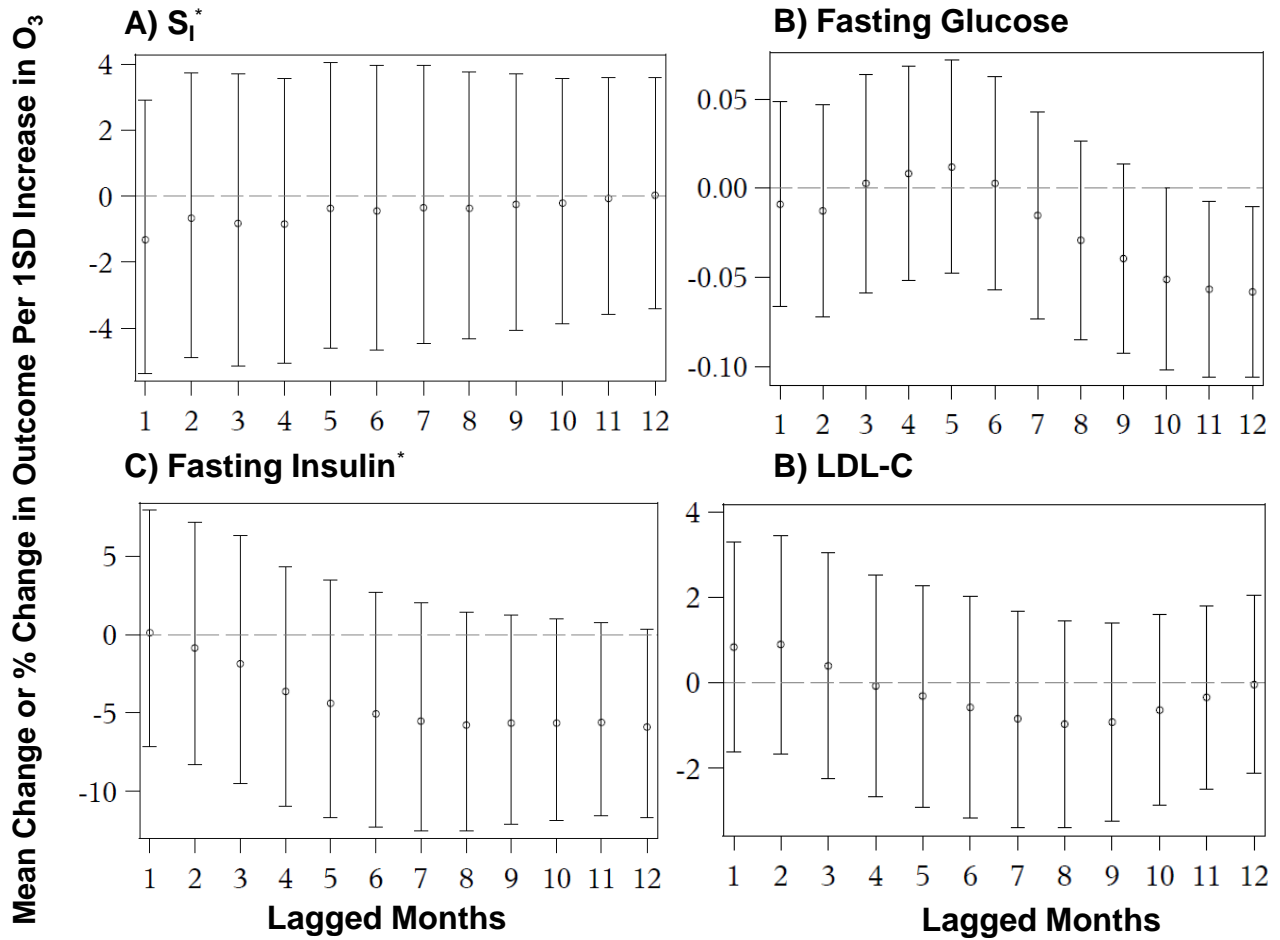 Mean Change or % Change in Outcome Per 1SD Increase in O3
A) SI*
4
2
0
-2
-4
1 2 3 4 5 6 7 8 9 10 11 12
B) Fasting Glucose
0.05
0.00
-0.05
-0.10
1 2 3 4 5 6 7 8 9 10 11 12
C) Fasting Insulin*
5
0
-5
-10
1 2 3 4 5 6 7 8 9 10 11 12
Lagged Months
B) LDL-C
4
2
0
-2
1 2 3 4 5 6 7 8 9 10 11 12
Lagged Months